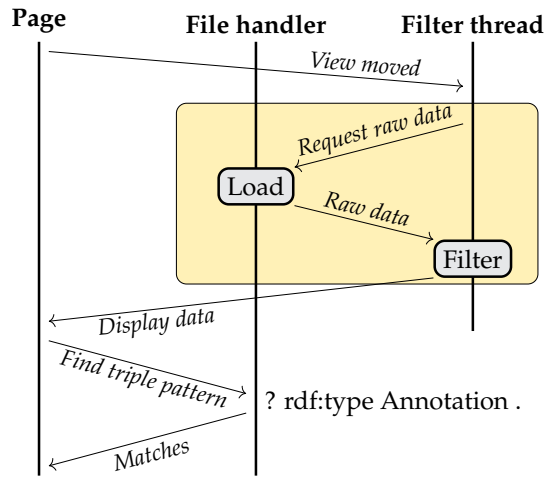 Page File handler Filter thread
View moved
Request raw data
Load
Raw data
Filter
Display data
Find triple pattern
? rdf:type Annotation .
Matches